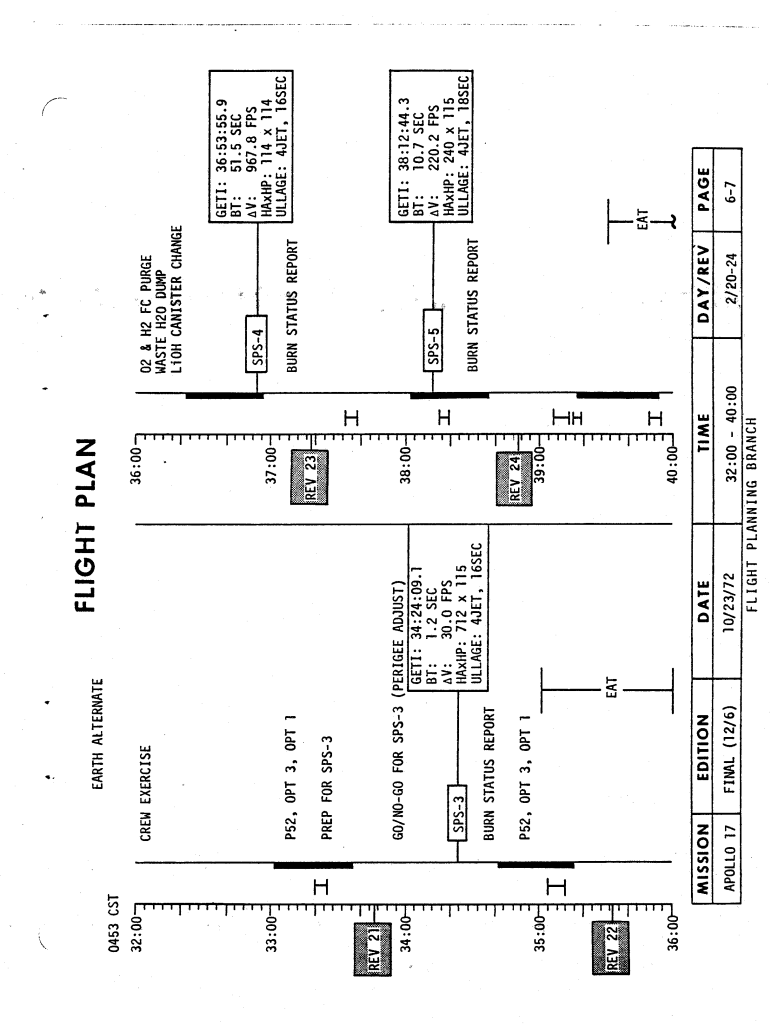 FLIGHT PLAN
EARTH ALTERNATE
0453 CST
32:00
33:00
REV 21
34:00
35:00
REV 22
36:00
CREW EXERCISE
P52, OPT 3, OPT 1
PREP FOR SPS-3
GO/NO-GO FOR SPS-3 (PERIGEE ADJUST)
GETI: 34:24:09.1
BT: 1.2 SEC
ΔV: 30.0 FPS
HAxHP: 712 x 115
ULLAGE: 4JET, 16SEC
SPS-3
BURN STATUS REPORT
P52, OPT 3, OPT 1
EAT
36:00
37:00
REV 23
38:00
REV 24
39:00
40:00
O2 & H2 FC PURGE
WASTE H2O DUMP
LiOH CANISTER CHANGE
GETI: 36:53:55.9
BT: 51.5 SEC
ΔV: 967.8 FPS
HAxHP: 114 x 114
ULLAGE: 4JET, 16SEC
SPS-4
BURN STATUS REPORT
GETI: 38:12:44.3
BT: 10.7 SEC
ΔV: 220.2 FPS
HAxHP: 240 x 115
ULLAGE: 4JET, 18SEC
SPS-5
BURN STATUS REPORT
EAT
MISSION EDITION DATE TIME DAY/REV PAGE
APOLLO 17 FINAL (12/6) 10/23/72 32:00 - 40:00 2/20-24 6-7
FLIGHT PLANNING BRANCH